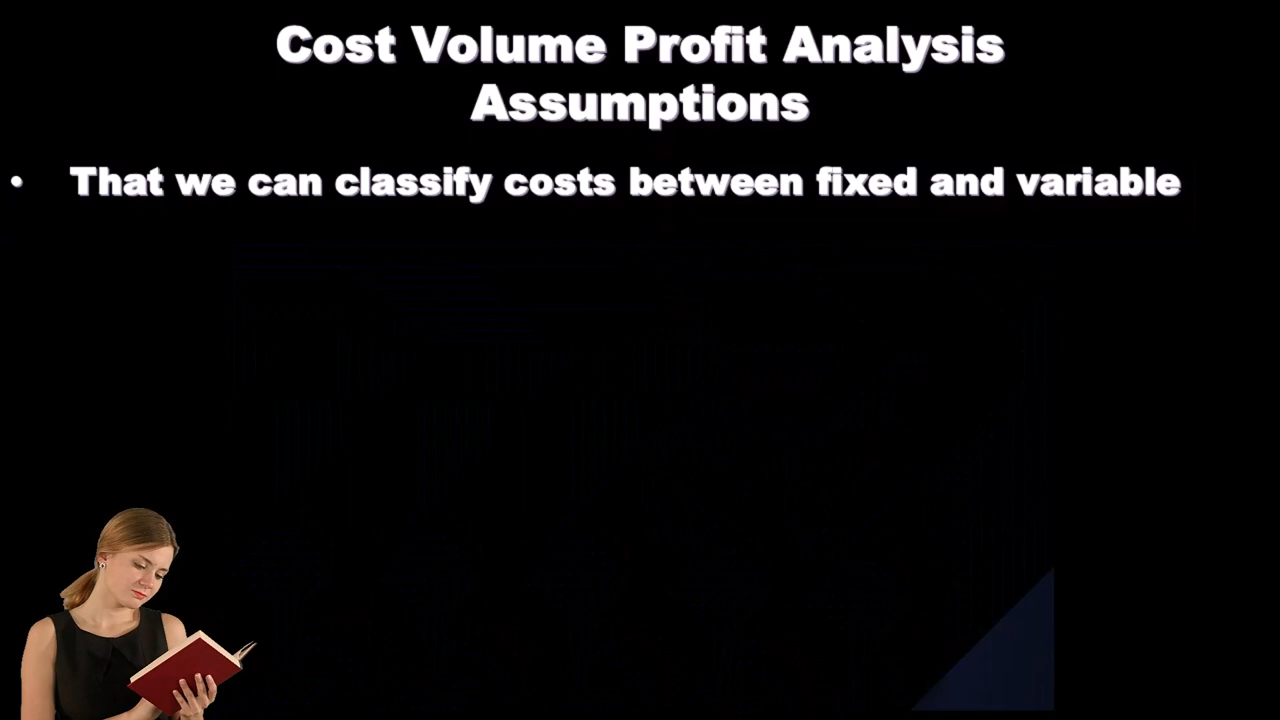 Cost Volume Profit Analysis
Assumptions
• That we can classify costs between fixed and variable